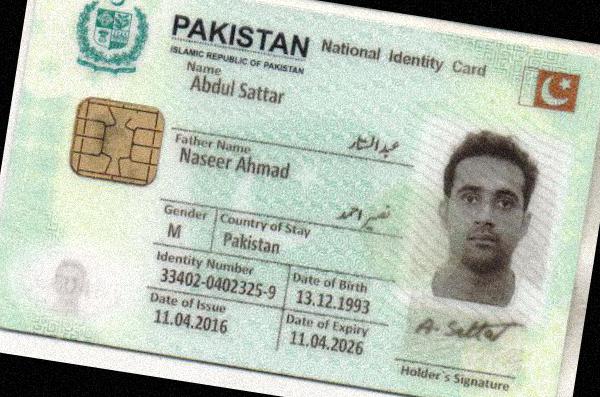 PAKISTAN National Identity Card
ISLAMIC REPUBLIC OF PAKISTAN
Name
Abdul Sattar
عبدالستار
Father Name
Naseer Ahmad
نصیر احمد
Gender Country of Stay
M Pakistan
Identity Number Date of Birth
33402-0402325-9 13.12.1993
Date of Issue Date of Expiry
11.04.2016 11.04.2026
A. Sattar
Holder's Signature